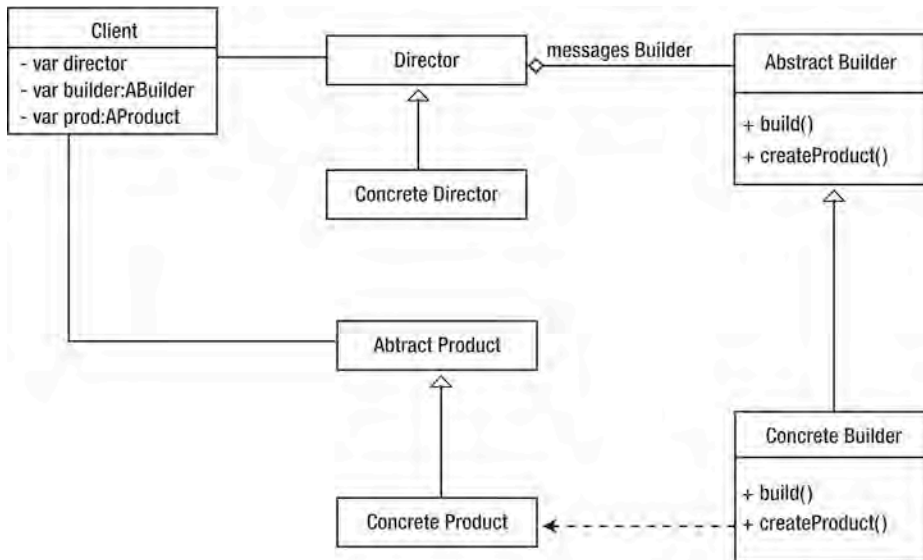 Client
- var director
- var builder:ABuilder
- var prod:AProduct
Director
messages Builder
Abstract Builder
+ build()
+ createProduct()
Concrete Director
Abtract Product
Concrete Builder
+ build()
+ createProduct()
Concrete Product